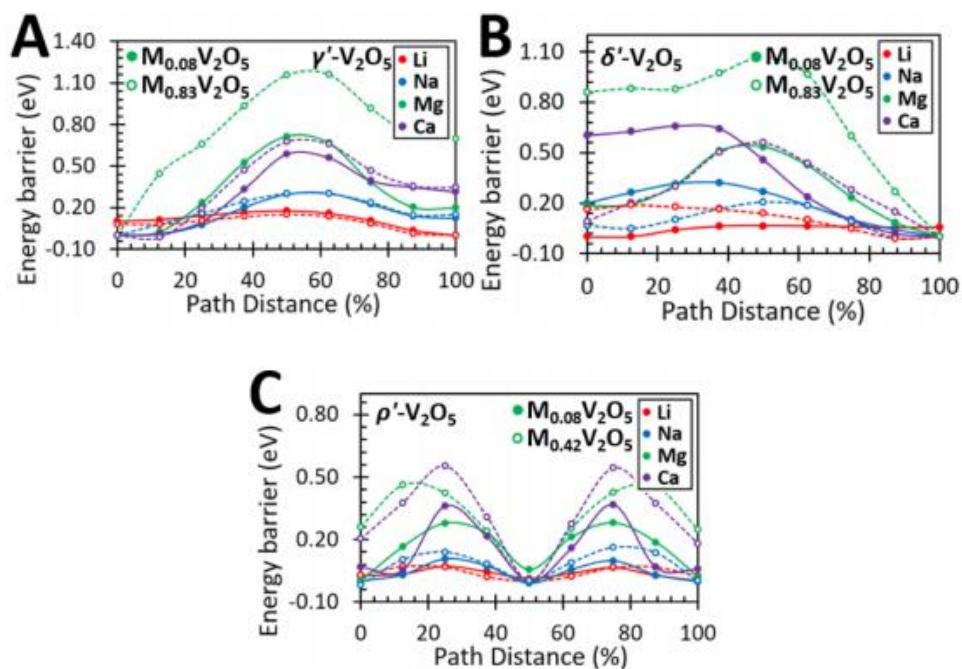 A
1.40
1.10
0.80
0.50
0.20
-0.10
Energy barrier (eV)
M₀.₀₈V₂O₅
M₀.₈₃V₂O₅
γ'-V₂O₅
Li
Na
Mg
Ca
0 20 40 60 80 100
Path Distance (%)
B
1.10
0.80
0.50
0.20
-0.10
Energy barrier (eV)
δ'-V₂O₅
M₀.₀₈V₂O₅
M₀.₈₃V₂O₅
Li
Na
Mg
Ca
0 20 40 60 80 100
Path Distance (%)
C
0.80
0.50
0.20
-0.10
Energy barrier (eV)
ρ'-V₂O₅
M₀.₀₈V₂O₅
M₀.₄₂V₂O₅
Li
Na
Mg
Ca
0 20 40 60 80 100
Path Distance (%)